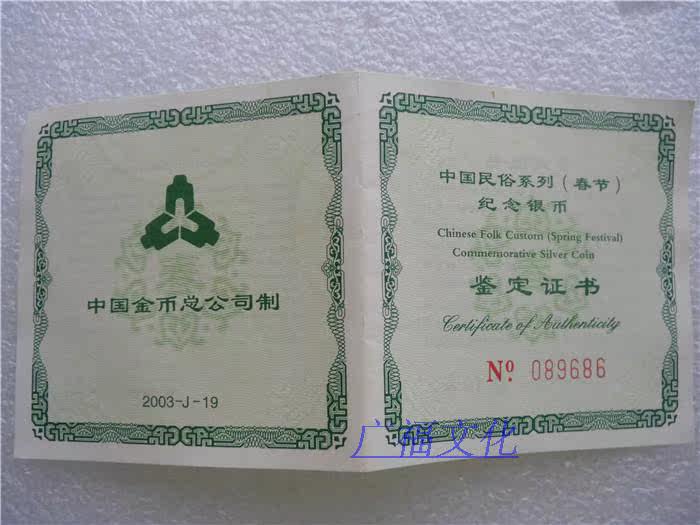 中国金币总公司制
2003-J-19
中国民俗系列（春节）
纪念银币
Chinese Folk Custom (Spring Festival)
Commemorative Silver Coin
鉴定证书
Certificate of Authenticity
Nº 089686
广福文化